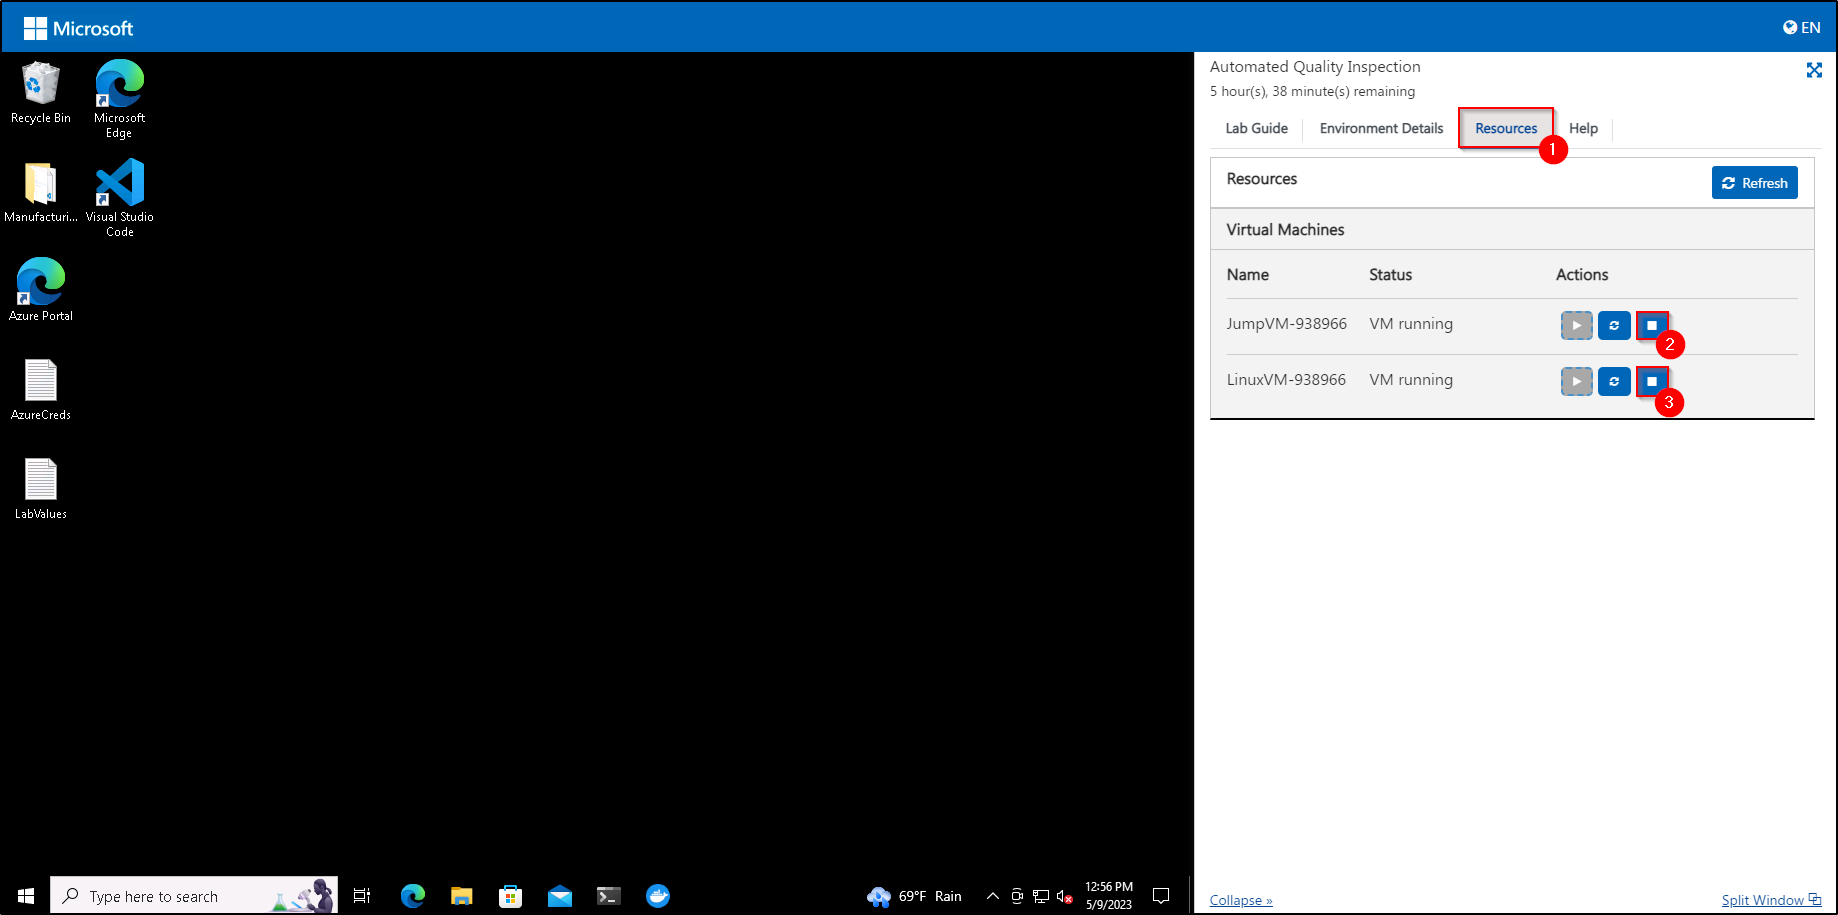 Microsoft
EN
Recycle Bin
Microsoft
Edge
Manufacturi...
Visual Studio
Code
Azure Portal
AzureCreds
LabValues
Automated Quality Inspection
5 hour(s), 38 minute(s) remaining
Lab Guide
Environment Details
Resources
Help
1
Resources
Refresh
Virtual Machines
Name Status Actions
JumpVM-938966 VM running
2
LinuxVM-938966 VM running
3
Collapse »
Split Window
Type here to search
69°F Rain
12:56 PM
5/9/2023